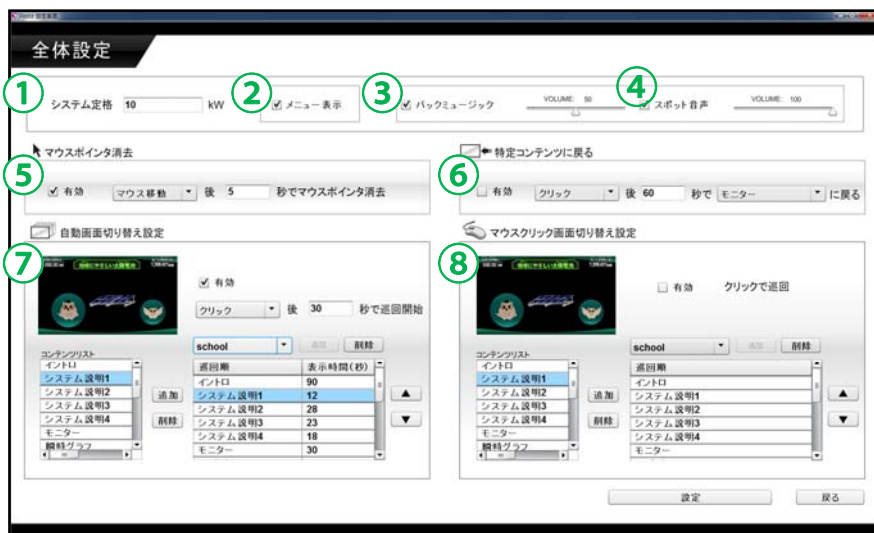 全体設定
① システム定格 10 kW ② メニュー表示 ③ バックミュージック VOLUME: 50 ④ スポット音声 VOLUME: 100
マウスポインタ消去
⑤ 有効 マウス移動 後 5 秒でマウスポインタ消去
特定コンテンツに戻る
⑥ 有効 クリック 後 60 秒で モニター に戻る
自動画面切り替え設定
⑦
有効
クリック 後 30 秒で巡回開始
school 追加 削除
コンテンツリスト
イントロ
システム説明1
システム説明2
システム説明3
システム説明4
モニター
瞬時グラフ
追加
削除
巡回順 表示時間(秒)
イントロ 90
システム説明1 12
システム説明2 28
システム説明3 23
システム説明4 18
モニター 30
▲
▼
マウスクリック画面切り替え設定
⑧
有効 クリックで巡回
school 追加 削除
コンテンツリスト
イントロ
システム説明1
システム説明2
システム説明3
システム説明4
モニター
瞬時グラフ
追加
削除
巡回順
イントロ
システム説明1
システム説明2
システム説明3
システム説明4
モニター
▲
▼
設定 戻る